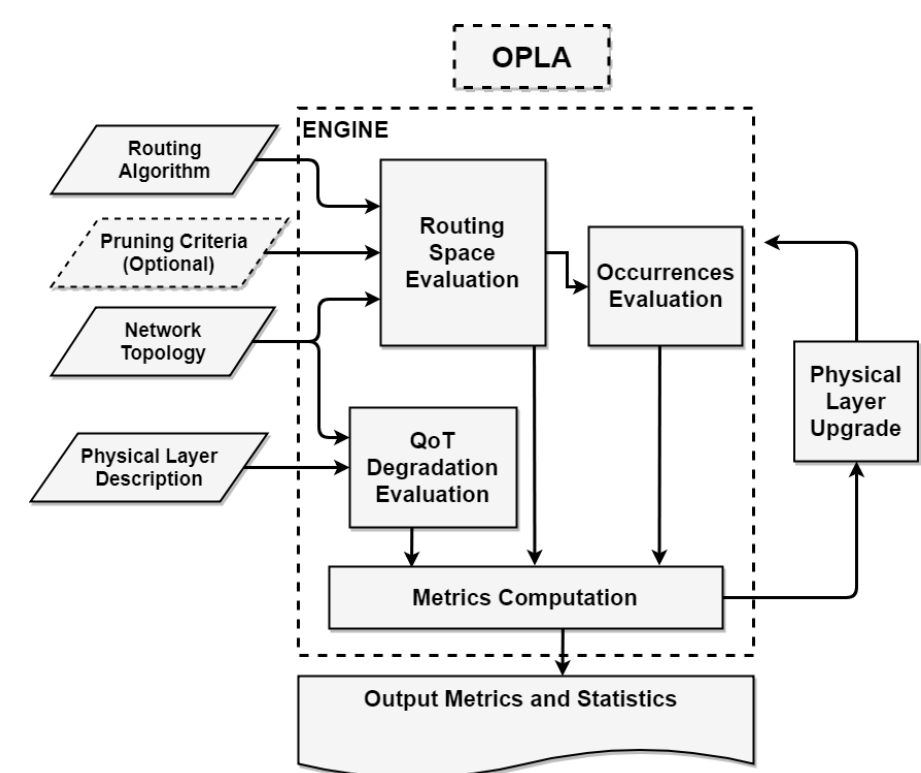 OPLA
ENGINE
Routing
Algorithm
Pruning Criteria
(Optional)
Network
Topology
Physical Layer
Description
Routing
Space
Evaluation
Occurrences
Evaluation
QoT
Degradation
Evaluation
Physical
Layer
Upgrade
Metrics Computation
Output Metrics and Statistics